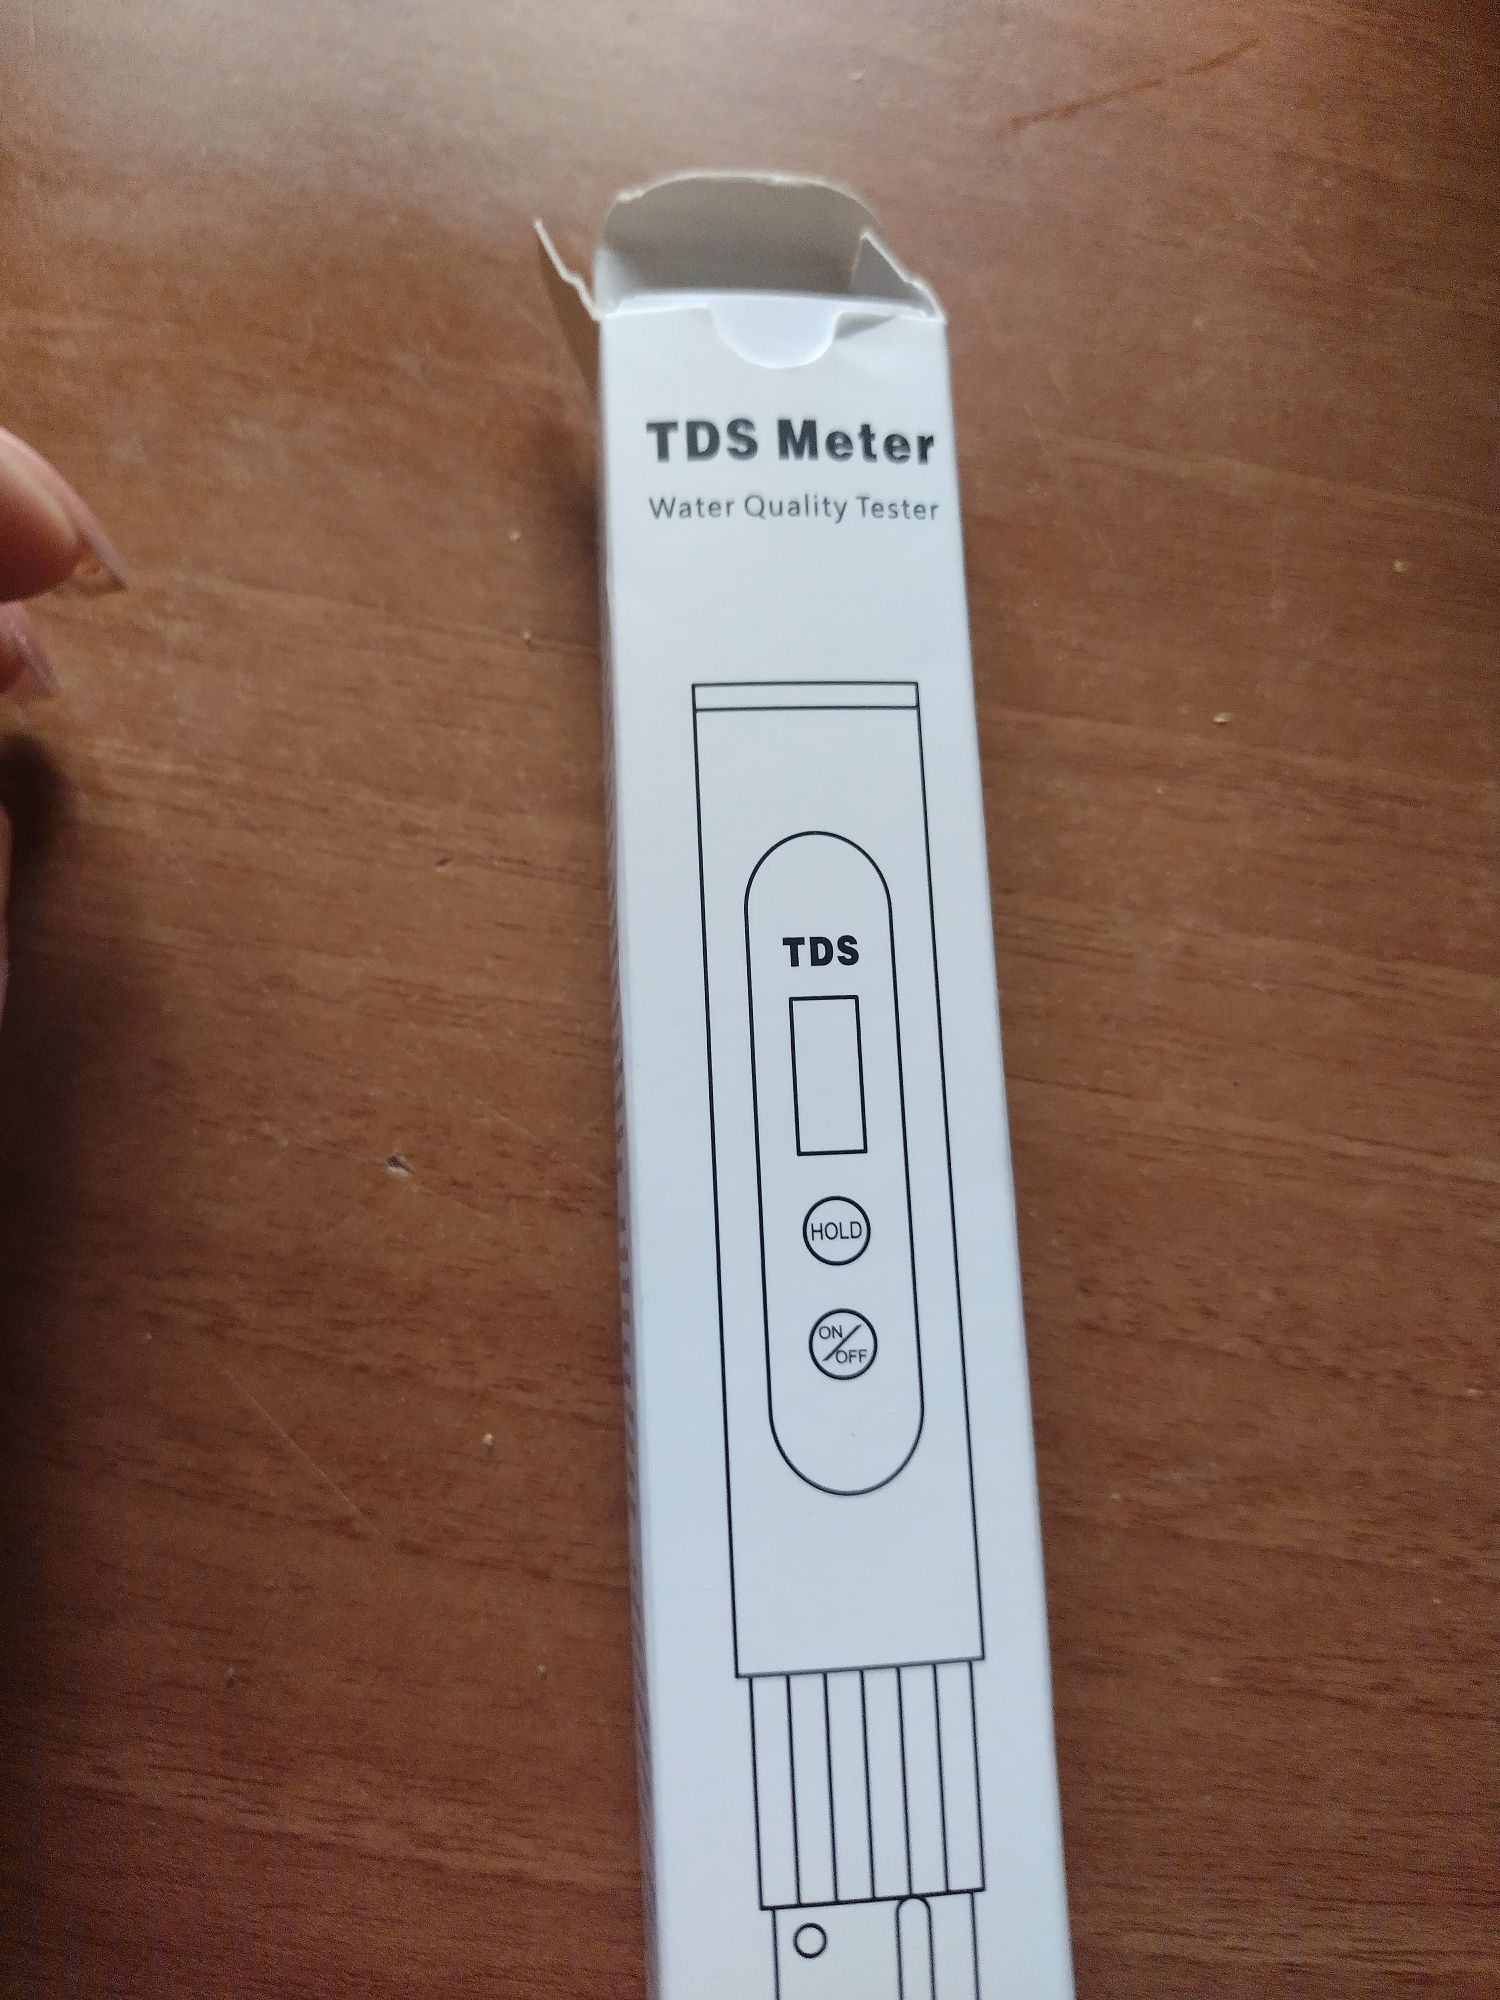 TDS Meter
Water Quality Tester
TDS
HOLD
ON/OFF